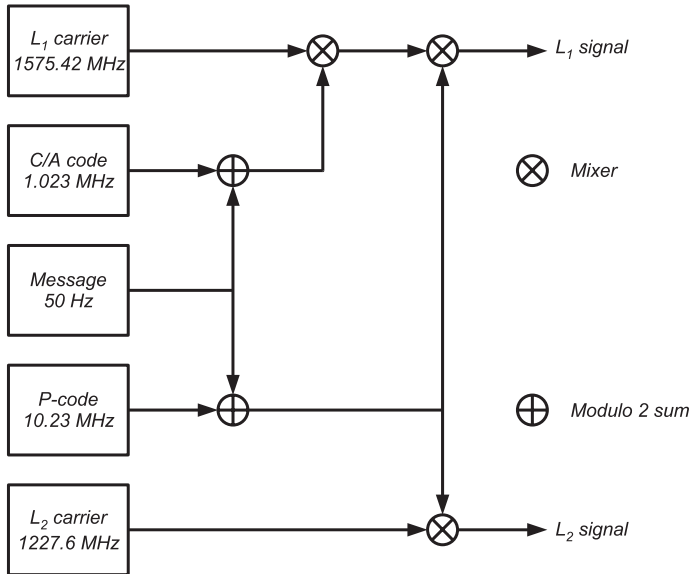 L₁ carrier
1575.42 MHz
L₁ signal
C/A code
1.023 MHz
Mixer
Message
50 Hz
P-code
10.23 MHz
Modulo 2 sum
L₂ carrier
1227.6 MHz
L₂ signal